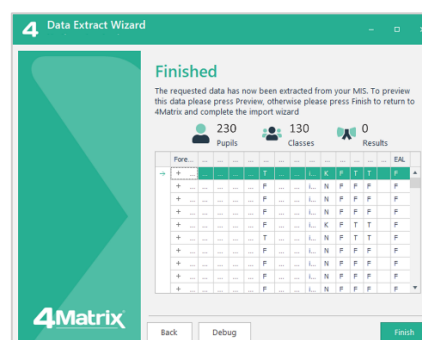 4 Data Extract Wizard
Finished
The requested data has now been extracted from your MIS. To preview
this data please press Preview, otherwise please press Finish to return to
4Matrix and complete the import wizard
230 130 0
Pupils Classes Results
Fore... ... ... ... ... ... ... ... ... ... ... ... ... ... EAL
+ ... ... ... ... ... T ... ... i... K F T T F
+ ... ... ... ... ... F ... ... i... N F F F F
+ ... ... ... ... ... F ... ... i... N F F F F
+ ... ... ... ... ... F ... ... i... N F F F F
+ ... ... ... ... ... F ... ... i... K F T T F
+ ... ... ... ... ... T ... ... i... N F T T F
+ ... ... ... ... ... F ... ... i... N F F F F
+ ... ... ... ... ... F ... ... i... N F F F F
+ ... ... ... ... ... F ... ... i... N F F F F
+ ... ... ... ... ... F ... ... i... N F F F F
4Matrix
Back Debug Finish